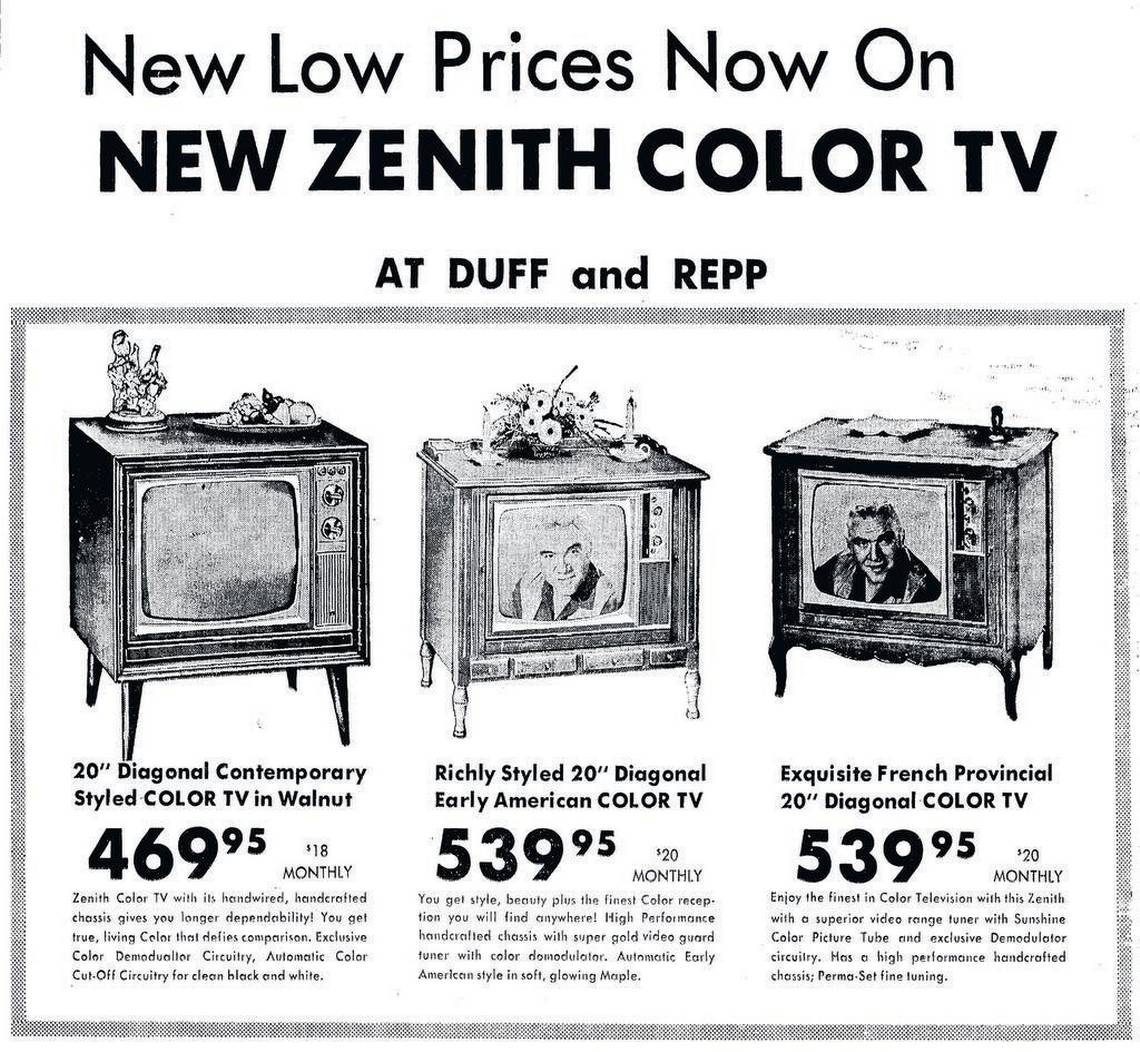 New Low Prices Now On
NEW ZENITH COLOR TV
AT DUFF and REPP
20" Diagonal Contemporary
Styled COLOR TV in Walnut
469 95
$18
MONTHLY
Zenith Color TV with its handwired, handcrafted
chassis gives you longer dependability! You get
true, living Color that defies comparison. Exclusive
Color Demodualtor Circuitry, Automatic Color
Cut-Off Circuitry for clean black and white.
Richly Styled 20" Diagonal
Early American COLOR TV
539 95
$20
MONTHLY
You get style, beauty plus the finest Color recep-
tion you will find anywhere! High Performance
handcrafted chassis with super gold video guard
tuner with color domodulator. Automatic Early
American style in soft, glowing Maple.
Exquisite French Provincial
20" Diagonal COLOR TV
539 95
$20
MONTHLY
Enjoy the finest in Color Television with this Zenith
with a superior video range tuner with Sunshine
Color Picture Tube and exclusive Demodulator
circuitry. Has a high performance handcrafted
chassis; Perma-Set fine tuning.